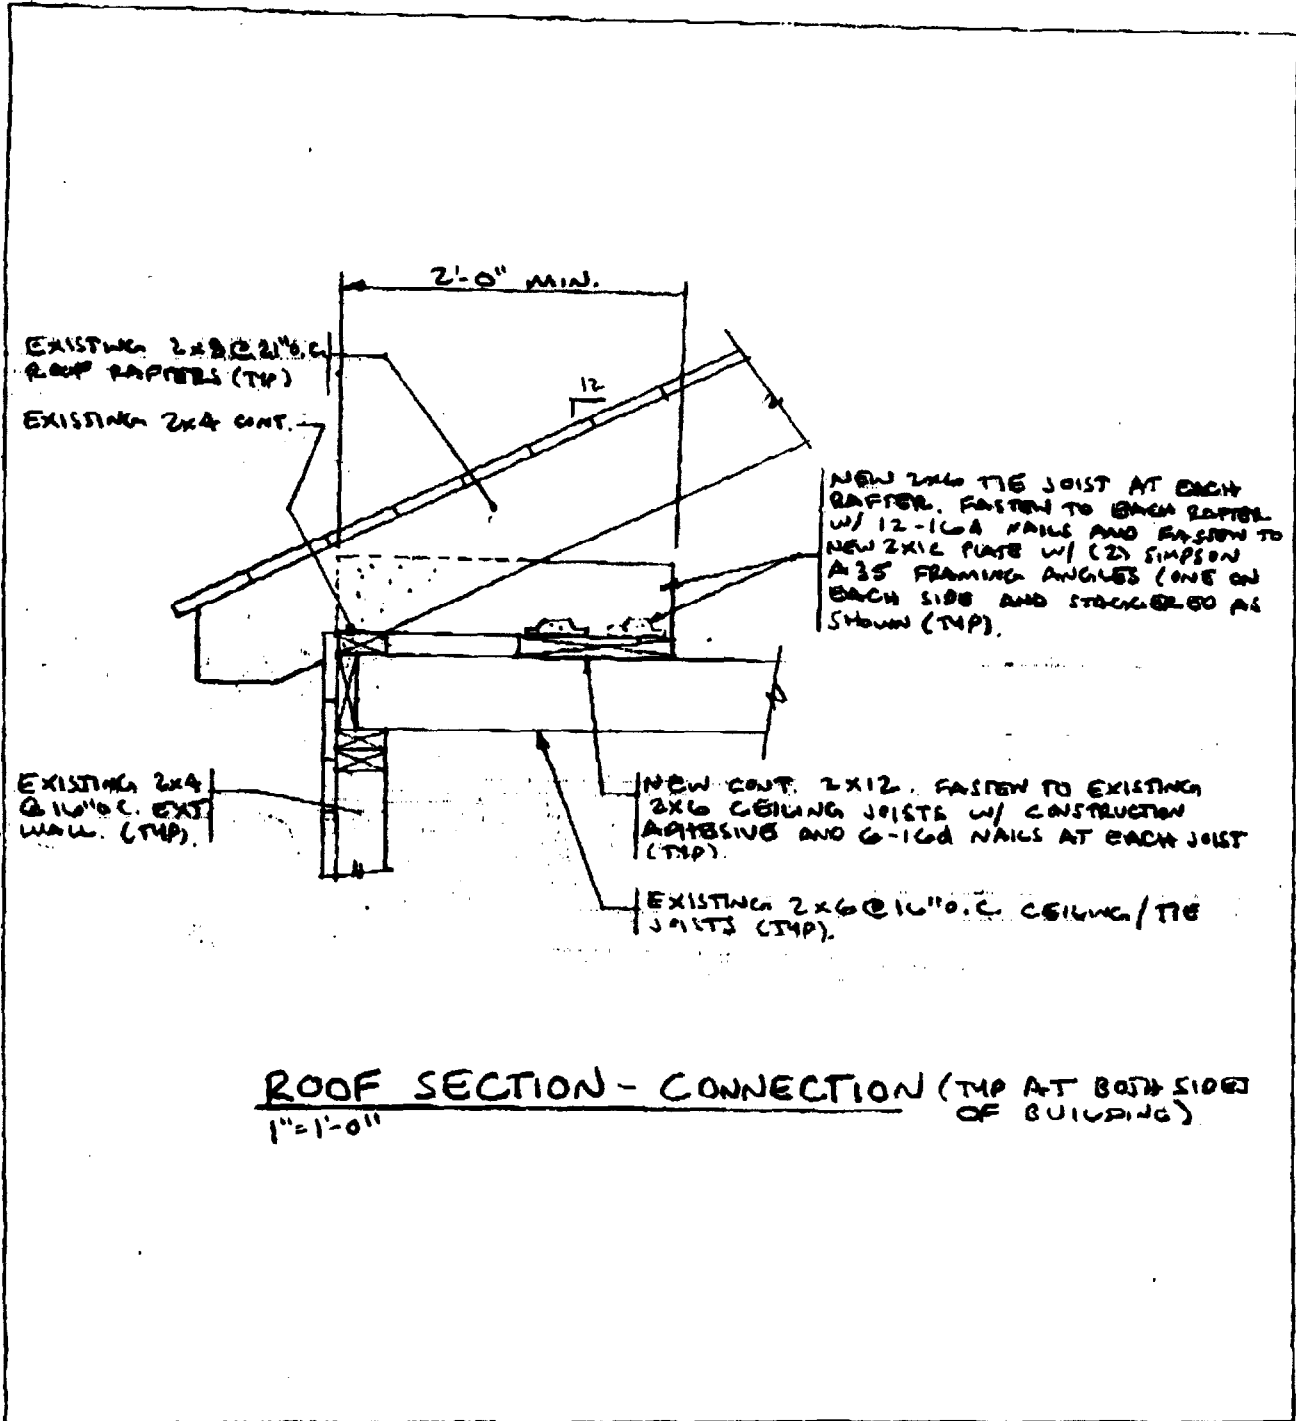 2'-0" MIN.
EXISTING 2x8 @ 21" O.C.
ROOF RAFTERS (TYP)
12
EXISTING 2x4 CONT.
NEW 2x6 TIE JOIST AT EACH
RAFTER. FASTEN TO EACH RAFTER
W/ 12-16d NAILS AND FASTEN TO
NEW 2X12 PLATE W/ (2) SIMPSON
A35 FRAMING ANGLES (ONE ON
EACH SIDE AND STAGGERED AS
SHOWN (TYP).
EXISTING 2x4
@ 16" O.C. EXT
WALL. (TYP).
NEW CONT. 2X12. FASTEN TO EXISTING
2X6 CEILING JOISTS W/ CONSTRUCTION
ADHESIVE AND 6-16d NAILS AT EACH JOIST
(TYP).
EXISTING 2x6 @ 16" O.C. CEILING/TIE
JOISTS (TYP).
ROOF SECTION - CONNECTION (TYP AT BOTH SIDES
OF BUILDING)
1"=1'-0"